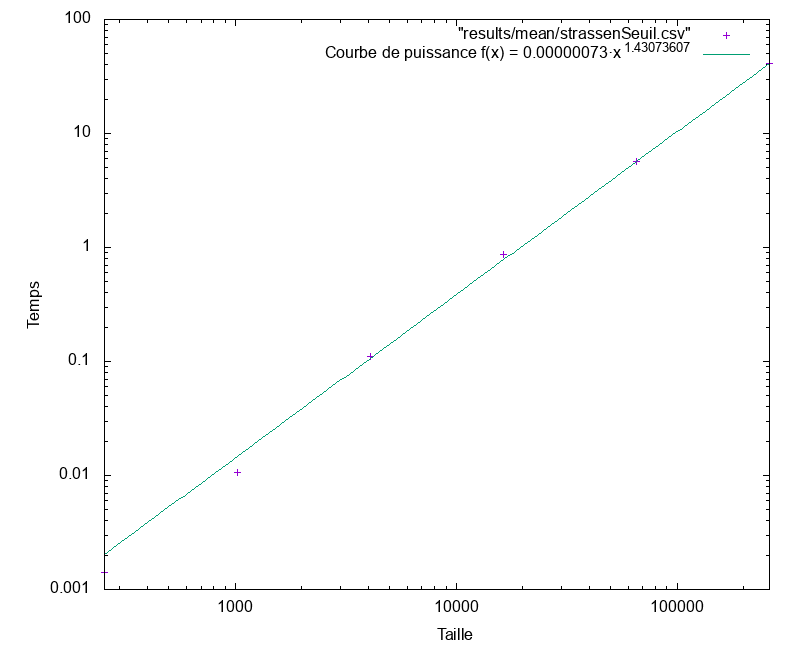 100
10
1
0.1
0.01
0.001
Temps
"results/mean/strassenSeuil.csv"
Courbe de puissance f(x) = 0.00000073·x^1.43073607
1000
10000
100000
Taille